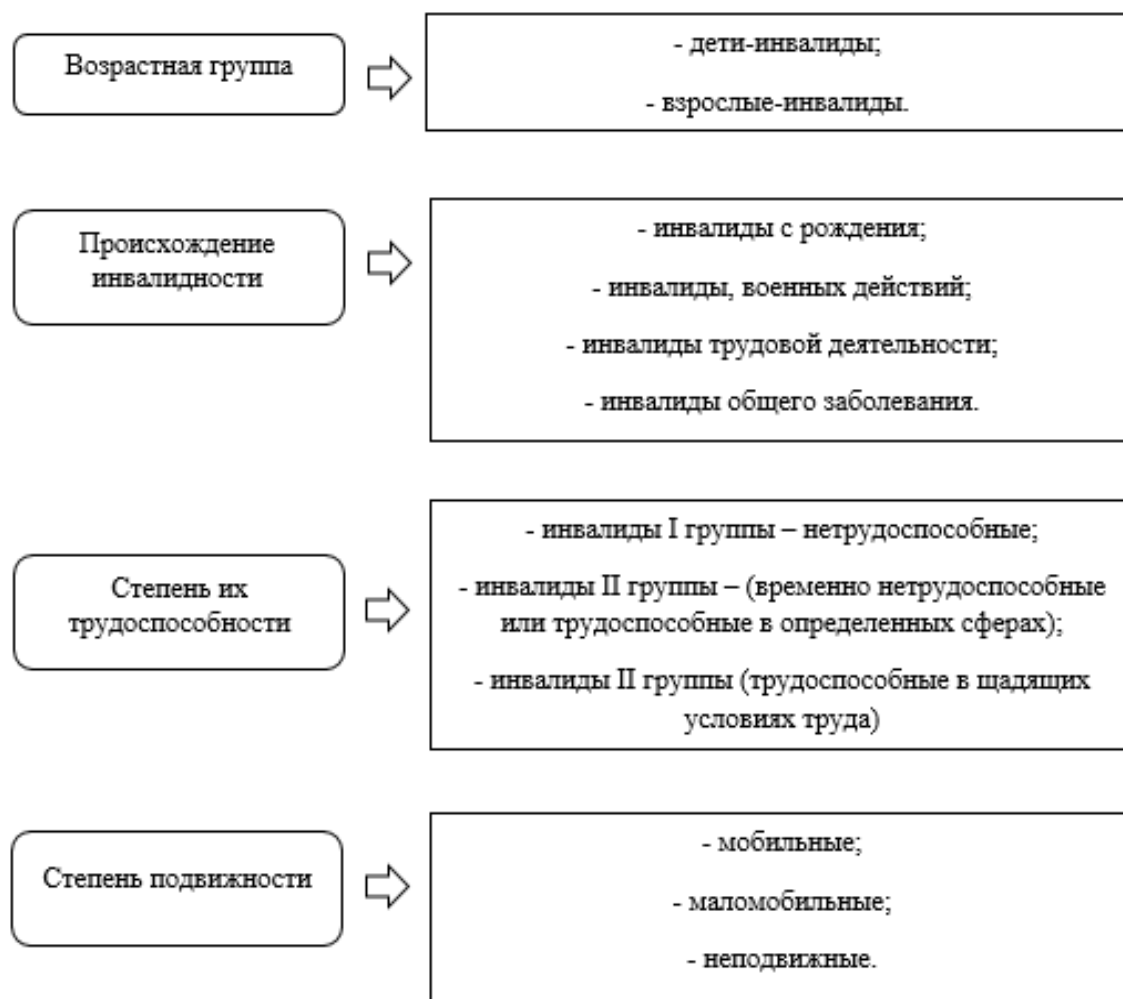 Возрастная группа
- дети-инвалиды;
- взрослые-инвалиды.
Происхождение
инвалидности
- инвалиды с рождения;
- инвалиды, военных действий;
- инвалиды трудовой деятельности;
- инвалиды общего заболевания.
Степень их
трудоспособности
- инвалиды I группы – нетрудоспособные;
- инвалиды II группы – (временно нетрудоспособные
или трудоспособные в определенных сферах);
- инвалиды II группы (трудоспособные в щадящих
условиях труда)
Степень подвижности
- мобильные;
- маломобильные;
- неподвижные.